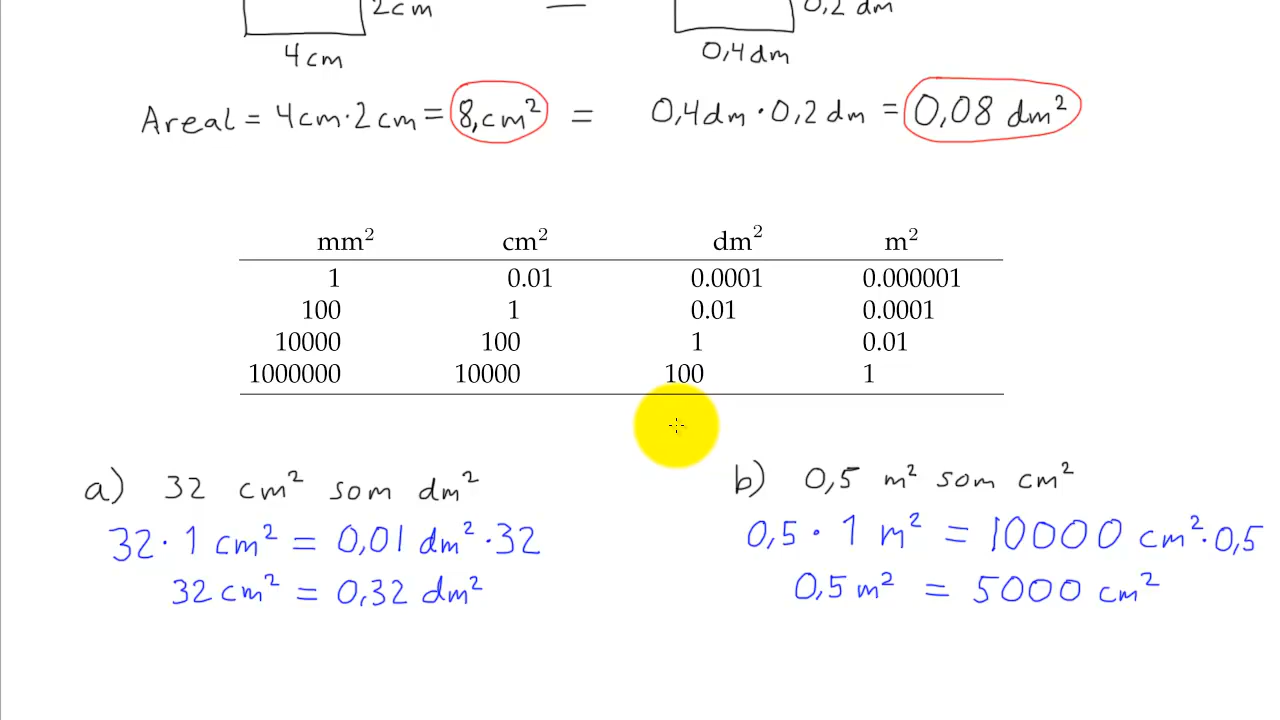 2cm = 0,2 dm
4cm 0,4dm
Areal = 4cm·2cm = 8,cm² = 0,4dm·0,2dm = 0,08 dm²
mm² cm² dm² m²
1 0.01 0.0001 0.000001
100 1 0.01 0.0001
10000 100 1 0.01
1000000 10000 100 1
a) 32 cm² som dm²
32·1 cm² = 0,01 dm²·32
32 cm² = 0,32 dm²
b) 0,5 m² som cm²
0,5·1 m² = 10000 cm²·0,5
0,5 m² = 5000 cm²